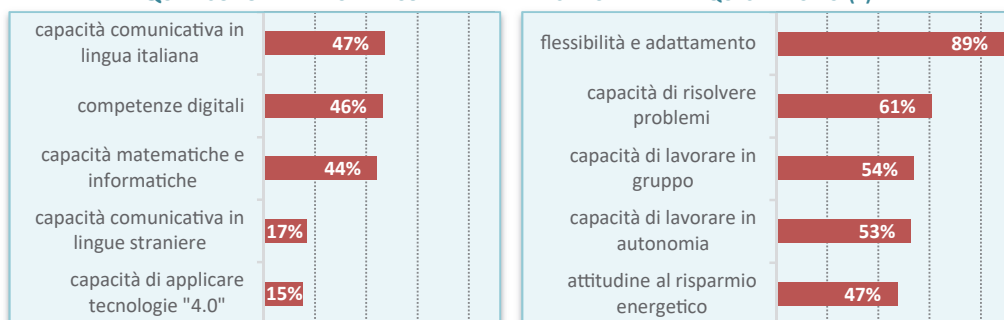 capacità comunicativa in
lingua italiana
47%
competenze digitali
46%
capacità matematiche e
informatiche
44%
capacità comunicativa in
lingue straniere
17%
capacità di applicare
tecnologie "4.0"
15%
flessibilità e adattamento
89%
capacità di risolvere
problemi
61%
capacità di lavorare in
gruppo
54%
capacità di lavorare in
autonomia
53%
attitudine al risparmio
energetico
47%